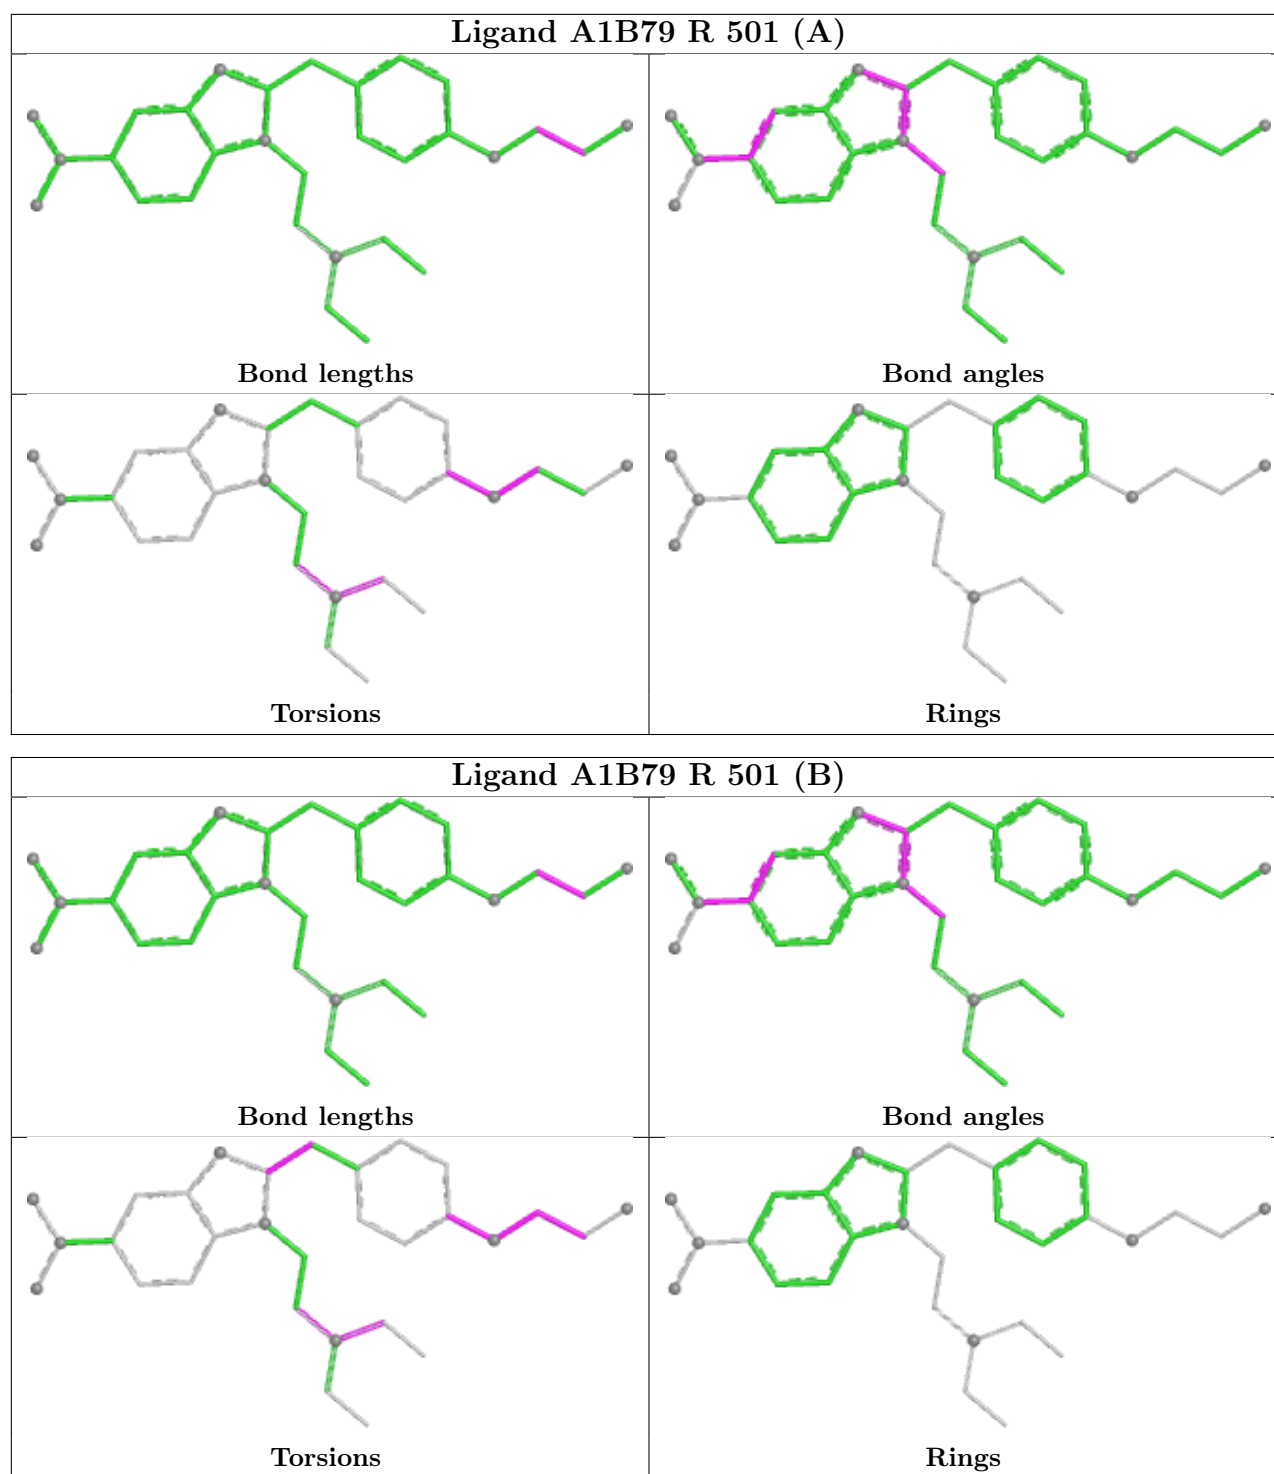 Ligand A1B79 R 501 (A)
Bond lengths
Bond angles
Torsions
Rings
Ligand A1B79 R 501 (B)
Bond lengths
Bond angles
Torsions
Rings